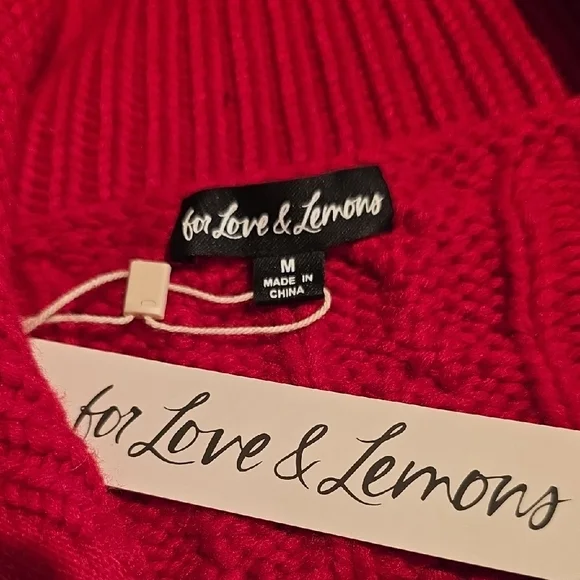 for Love & Lemons
M
MADE IN
CHINA
for Love & Lemons